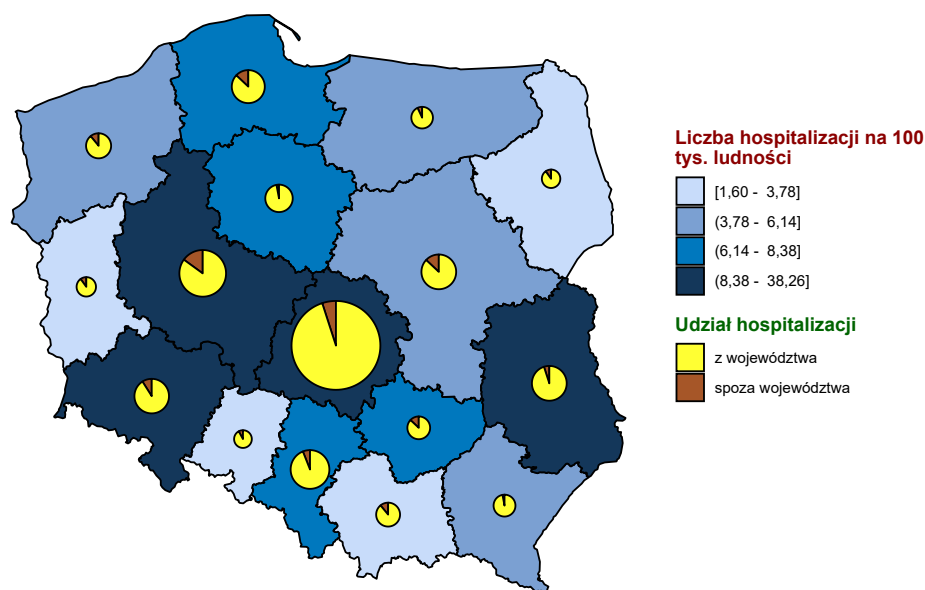 Liczba hospitalizacji na 100
tys. ludności
[1,60 - 3,78]
(3,78 - 6,14]
(6,14 - 8,38]
(8,38 - 38,26]
Udział hospitalizacji
z województwa
spoza województwa